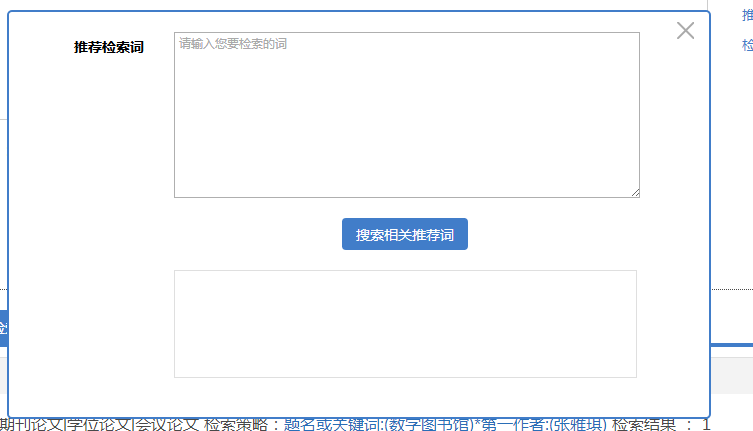 推
推荐检索词
请输入您要检索的词
检
搜索相关推荐词
期刊论文|学位论文|会议论文 检索策略：题名或关键词:(数字图书馆)*第一作者:(张雅琪) 检索结果 ： 1